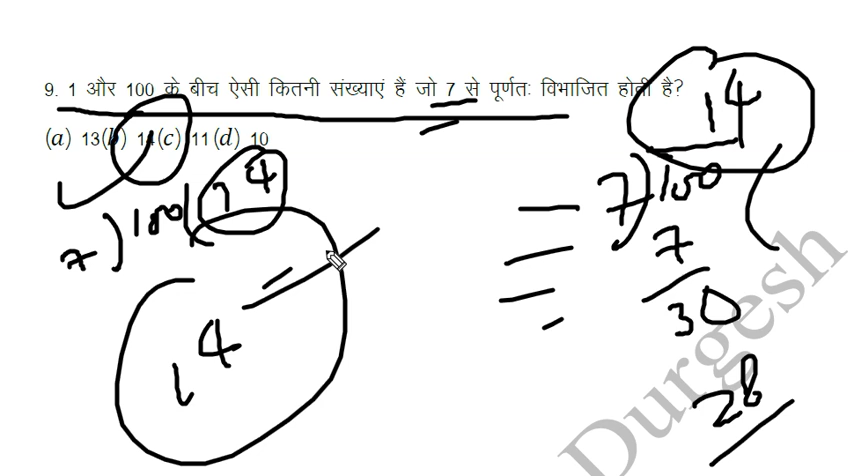 9. 1 और 100 के बीच ऐसी कितनी संख्याएं हैं जो 7 से पूर्णतः विभाजित होती है?
14
(a) 13(b) 14(c) 11(d) 10
7)100(14
7)100
7
30
28
14
Durgesh